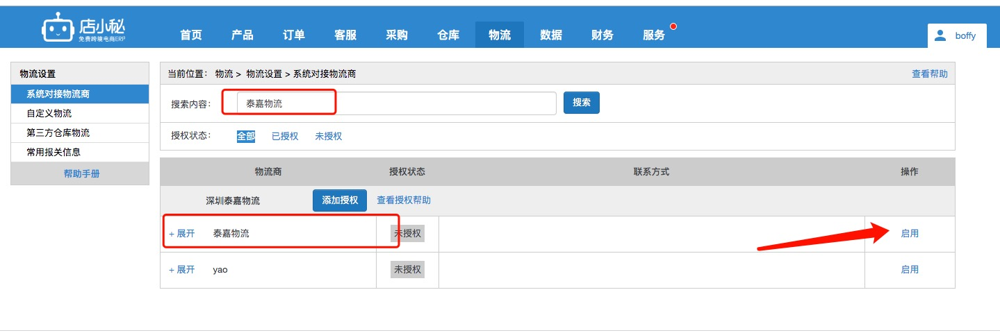 店小秘
免费跨境电商ERP
首页 产品 订单 客服 采购 仓库 物流 数据 财务 服务
boffy
物流设置
系统对接物流商
自定义物流
第三方仓库物流
常用报关信息
帮助手册
当前位置： 物流 > 物流设置 > 系统对接物流商 查看帮助
搜索内容： 泰嘉物流 搜索
授权状态： 全部 已授权 未授权
物流商 授权状态 联系方式 操作
深圳泰嘉物流 添加授权 查看授权帮助
+ 展开 泰嘉物流 未授权 启用
+ 展开 yao 未授权 启用